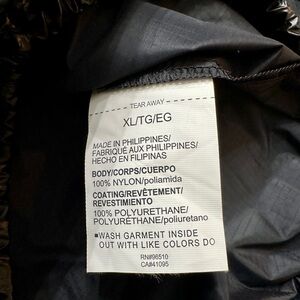 TEAR AWAY
XL/TG/EG
MADE IN PHILIPPINES/
FABRIQUÉ AUX PHILIPPINES/
HECHO EN FILIPINAS
BODY/CORPS/CUERPO
100% NYLON/poliamida
COATING/REVÊTEMENT/
REVESTIMIENTO
100% POLYURETHANE/
POLYURÉTHANE/poliuretano
▪WASH GARMENT INSIDE
OUT WITH LIKE COLORS DO
RN#96510
CA#41095